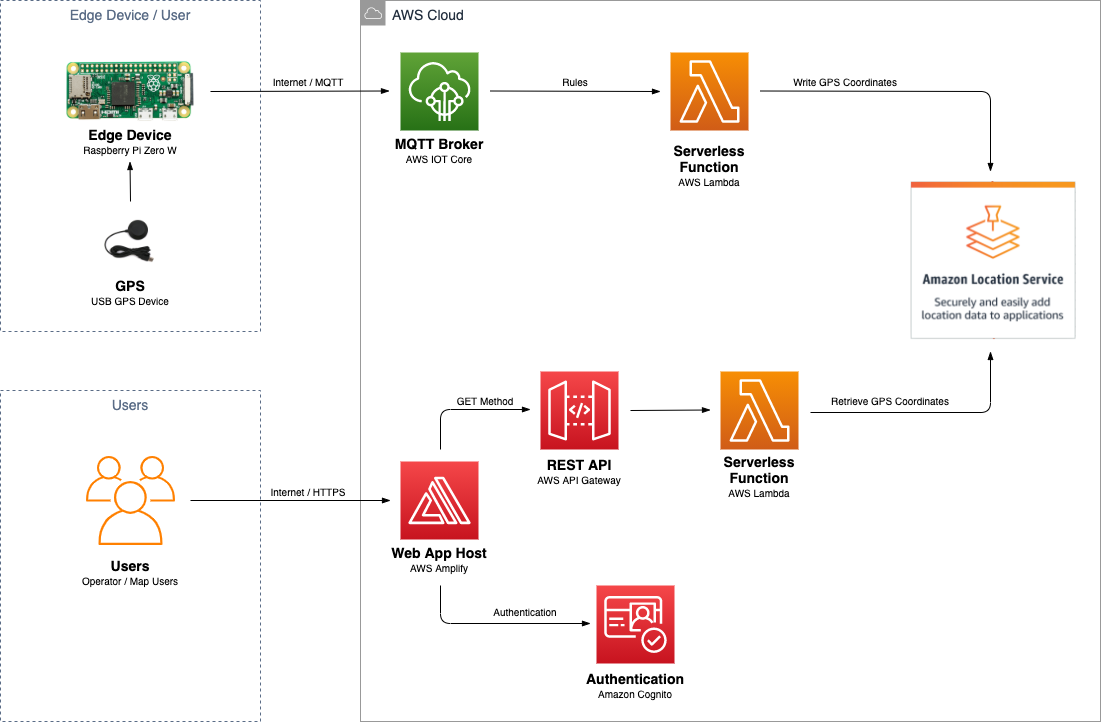 Edge Device / User
AWS Cloud
Internet / MQTT
Rules
Write GPS Coordinates
Edge Device
Raspberry Pi Zero W
MQTT Broker
AWS IOT Core
Serverless
Function
AWS Lambda
GPS
USB GPS Device
Amazon Location Service
Securely and easily add
location data to applications
Users
GET Method
Retrieve GPS Coordinates
REST API
AWS API Gateway
Serverless
Function
AWS Lambda
Internet / HTTPS
Users
Operator / Map Users
Web App Host
AWS Amplify
Authentication
Authentication
Amazon Cognito